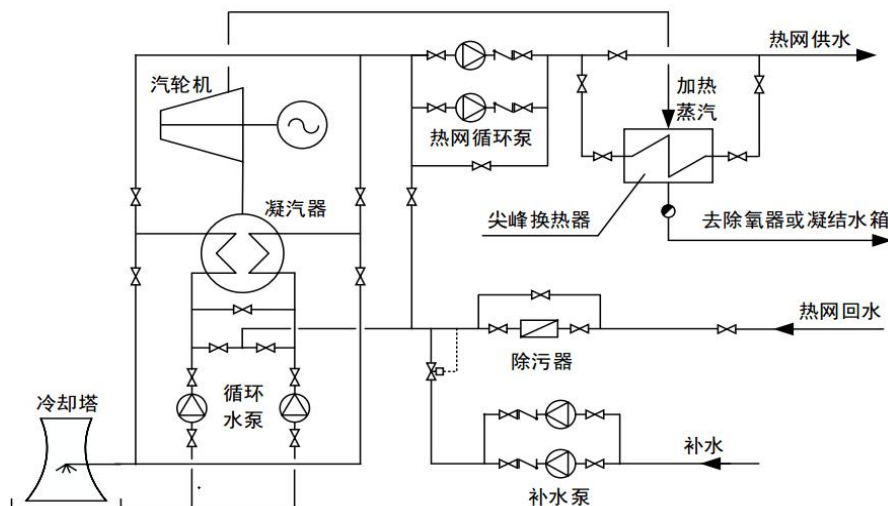 热网供水
汽轮机
加热
蒸汽
热网循环泵
凝汽器
尖峰换热器
去除氧器或凝结水箱
热网回水
除污器
循环
水泵
冷却塔
补水
补水泵